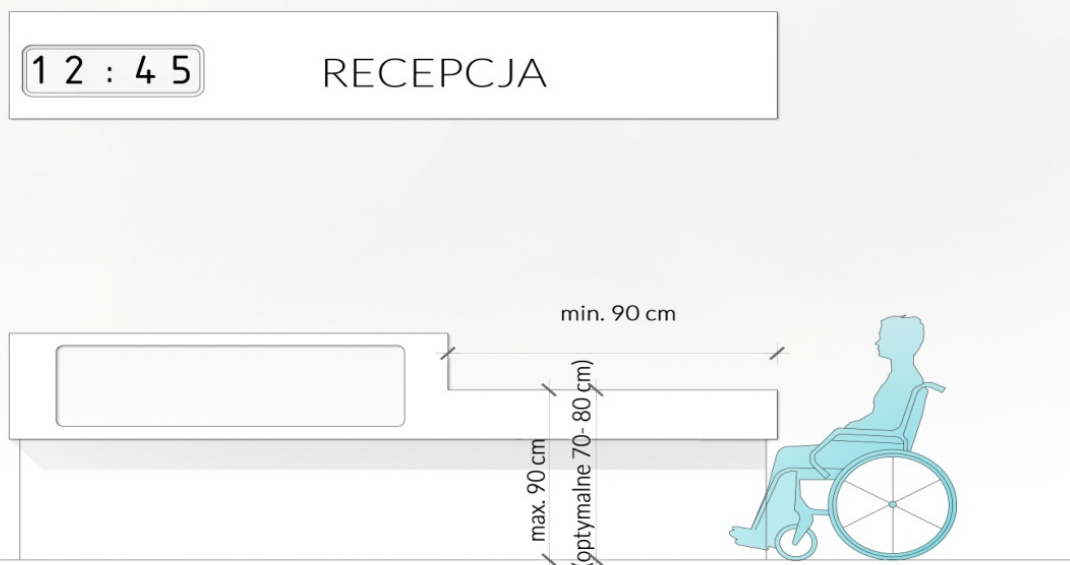 12:45
RECEPCJA
min. 90 cm
max. 90 cm
(optymalne 70- 80 cm)